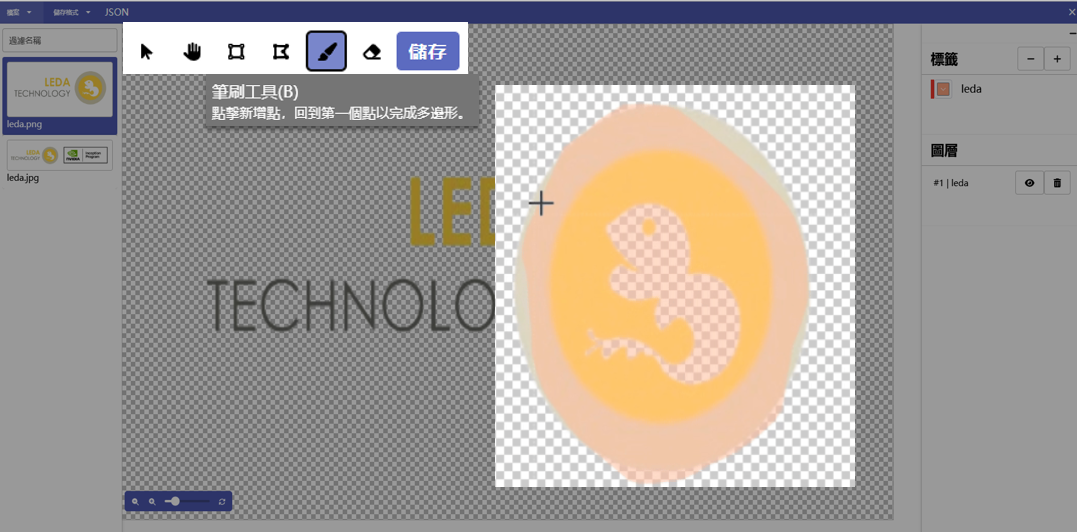 檔案
儲存格式
JSON
過濾名稱
LEDA
TECHNOLOGY
leda.png
LEDA
TECHNOLOGY
leda.jpg
儲存
筆刷工具(B)
點擊新增點，回到第一個點以完成多邊形。
LED
TECHNOLO
標籤
leda
圖層
#1 | leda